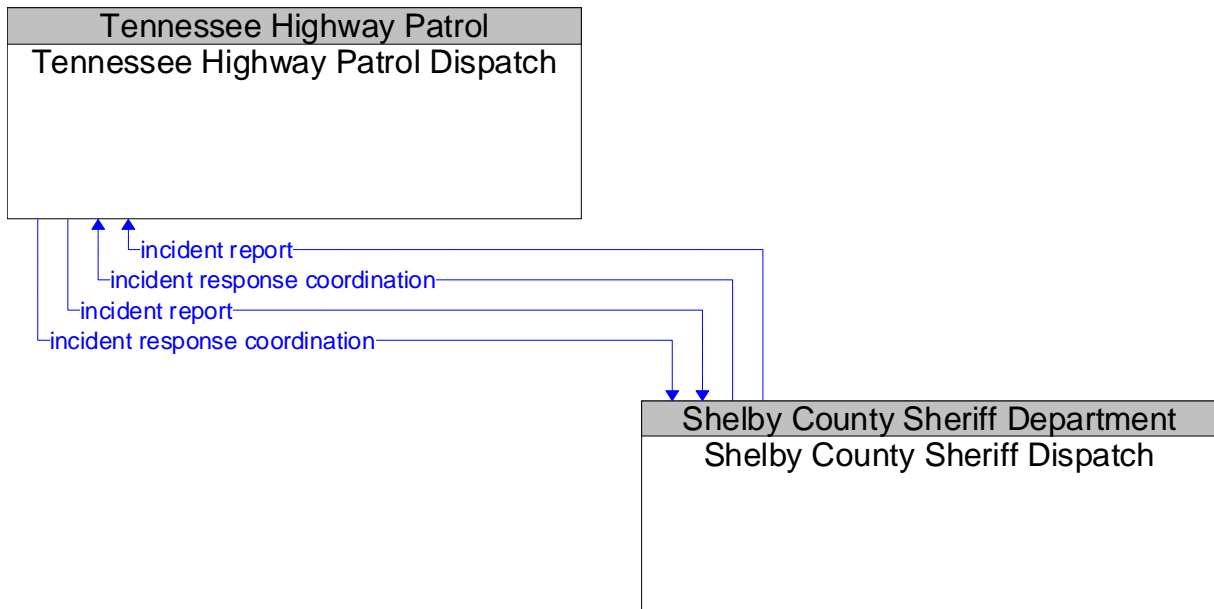 Tennessee Highway Patrol
Tennessee Highway Patrol Dispatch
incident report
incident response coordination
incident report
incident response coordination
Shelby County Sheriff Department
Shelby County Sheriff Dispatch